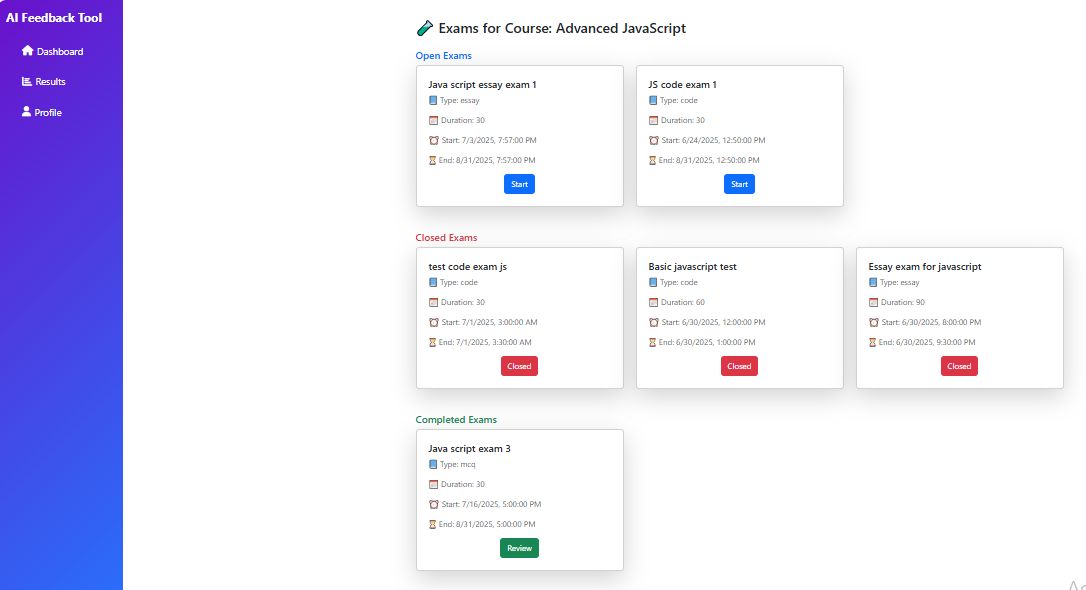 AI Feedback Tool
Dashboard
Results
Profile
Exams for Course: Advanced JavaScript
Open Exams
Java script essay exam 1
Type: essay
Duration: 30
Start: 7/3/2025, 7:57:00 PM
End: 8/31/2025, 7:57:00 PM
Start
JS code exam 1
Type: code
Duration: 30
Start: 6/24/2025, 12:50:00 PM
End: 8/31/2025, 12:50:00 PM
Start
Closed Exams
test code exam js
Type: code
Duration: 30
Start: 7/1/2025, 3:00:00 AM
End: 7/1/2025, 3:30:00 AM
Closed
Basic javascript test
Type: code
Duration: 60
Start: 6/30/2025, 12:00:00 PM
End: 6/30/2025, 1:00:00 PM
Closed
Essay exam for javascript
Type: essay
Duration: 90
Start: 6/30/2025, 8:00:00 PM
End: 6/30/2025, 9:30:00 PM
Closed
Completed Exams
Java script exam 3
Type: mcq
Duration: 30
Start: 7/16/2025, 5:00:00 PM
End: 8/31/2025, 5:00:00 PM
Review